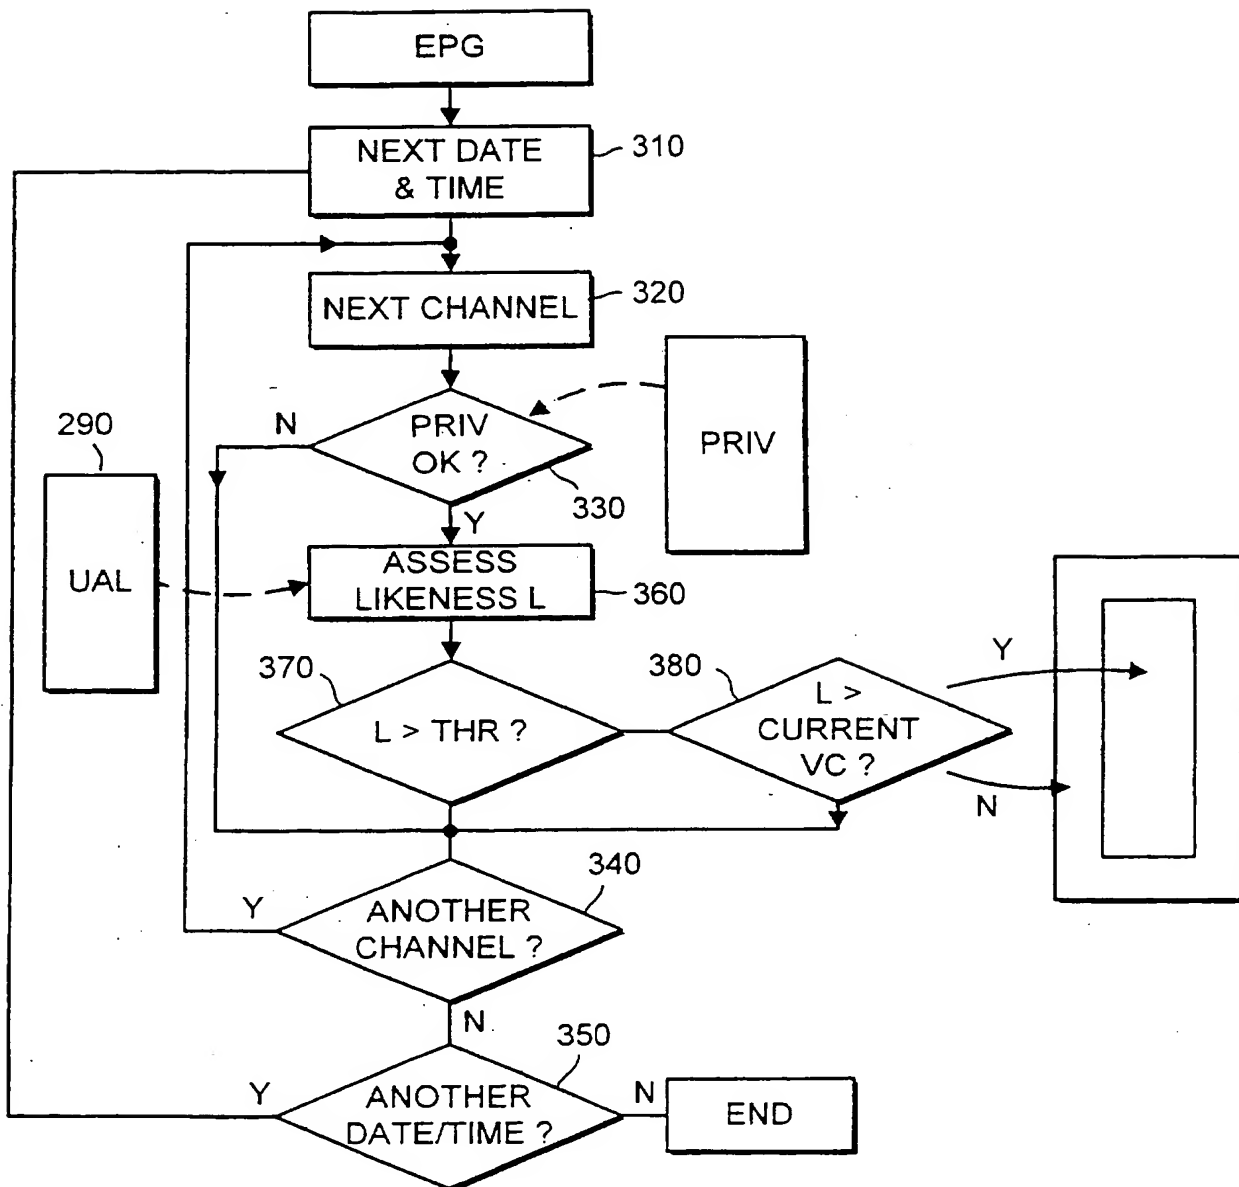 EPG
NEXT DATE
& TIME
310
NEXT CHANNEL
320
PRIV
OK ?
330
N
Y
PRIV
290
UAL
ASSESS
LIKENESS L
360
370
L > THR ?
380
L >
CURRENT
VC ?
Y
N
340
ANOTHER
CHANNEL ?
Y
N
350
ANOTHER
DATE/TIME ?
Y
N
END